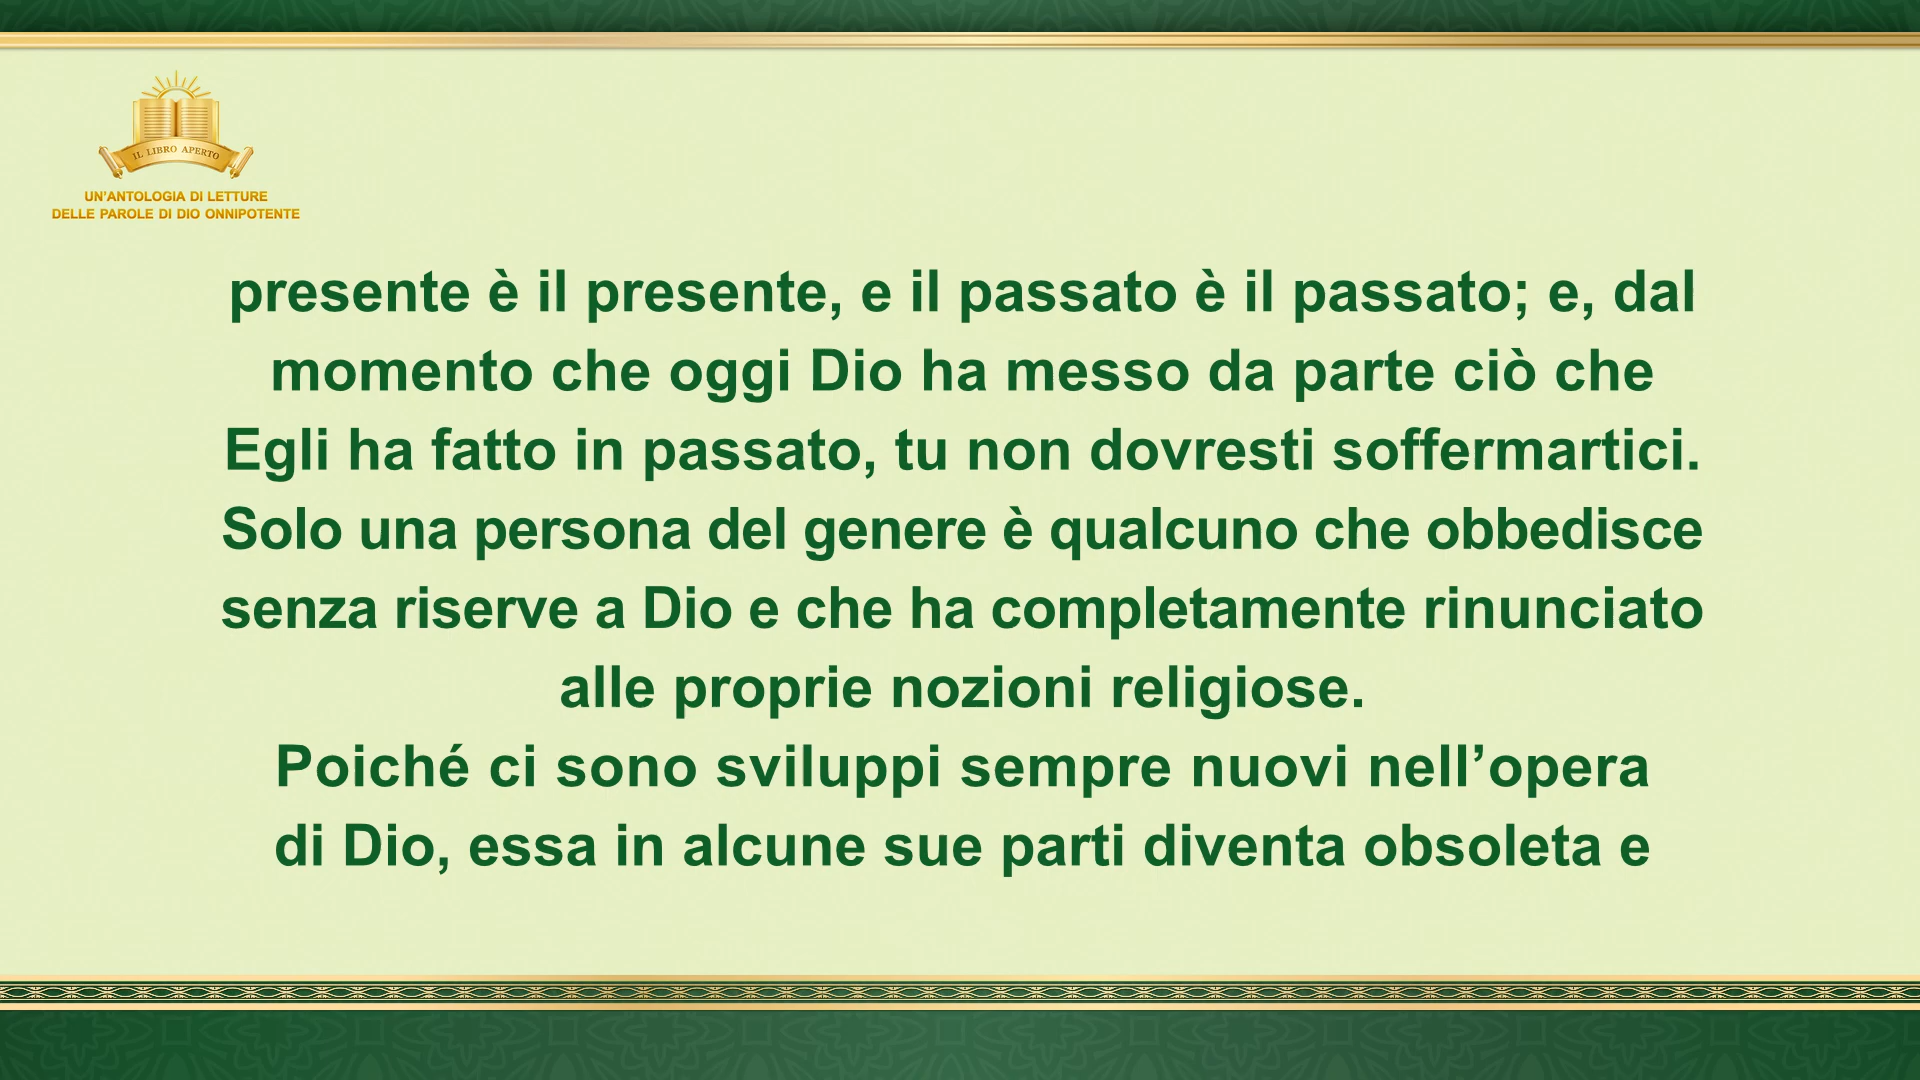 IL LIBRO APERTO
UN'ANTOLOGIA DI LETTURE
DELLE PAROLE DI DIO ONNIPOTENTE
presente è il presente, e il passato è il passato; e, dal
momento che oggi Dio ha messo da parte ciò che
Egli ha fatto in passato, tu non dovresti soffermartici.
Solo una persona del genere è qualcuno che obbedisce
senza riserve a Dio e che ha completamente rinunciato
alle proprie nozioni religiose.
Poiché ci sono sviluppi sempre nuovi nell’opera
di Dio, essa in alcune sue parti diventa obsoleta e